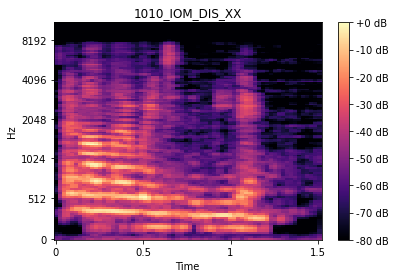 1010_IOM_DIS_XX
Hz
8192
4096
2048
1024
512
0
0
0.5
1
1.5
Time
+0 dB
-10 dB
-20 dB
-30 dB
-40 dB
-50 dB
-60 dB
-70 dB
-80 dB